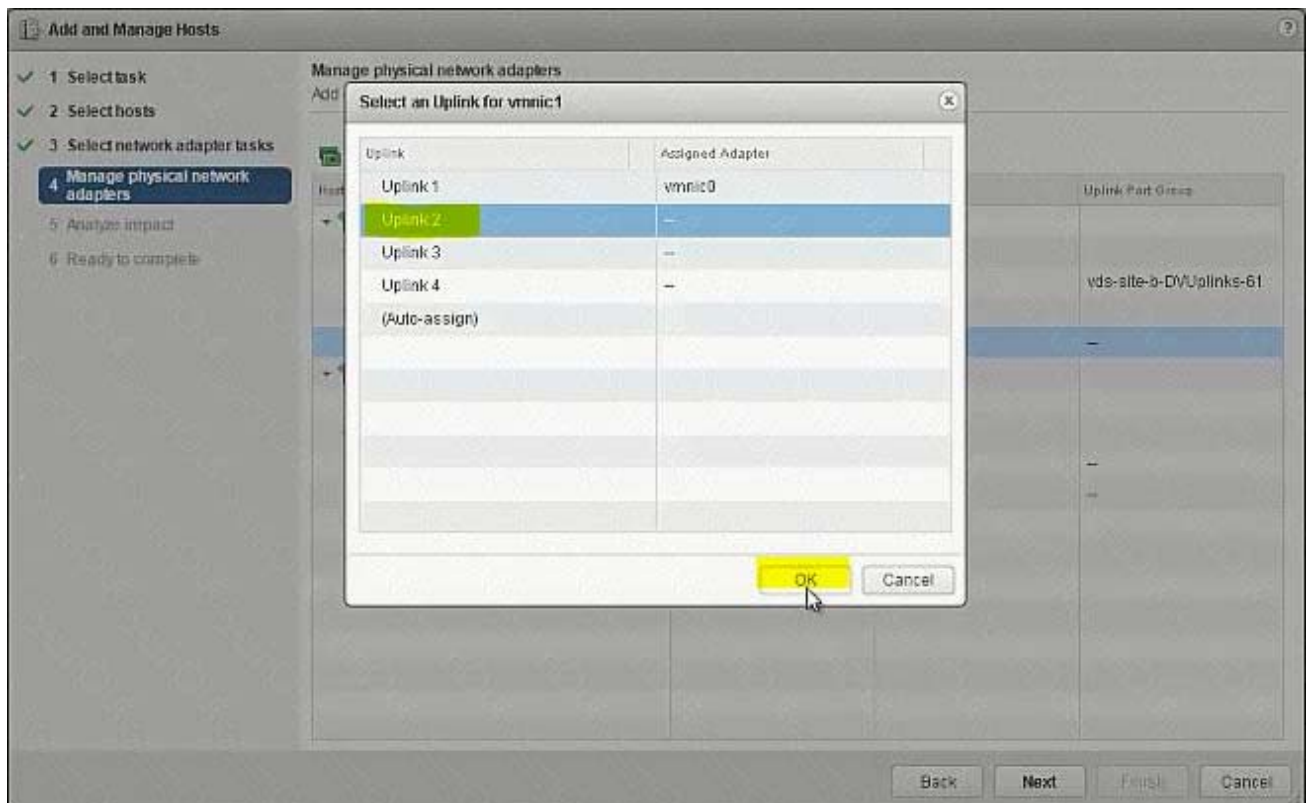 Add and Manage Hosts
?
1 Select task
2 Select hosts
3 Select network adapter tasks
4 Manage physical network
adapters
5 Analyze impact
6 Ready to complete
Manage physical network adapters
Add
Select an Uplink for vmnic1
x
Uplink Assigned Adapter
Uplink 1 vmnic0
Uplink 2 --
Uplink 3 --
Uplink 4 --
(Auto-assign)
OK Cancel
Host
Uplink Port Group
vds-site-b-DVUplinks-61
--
--
--
Back Next Finish Cancel